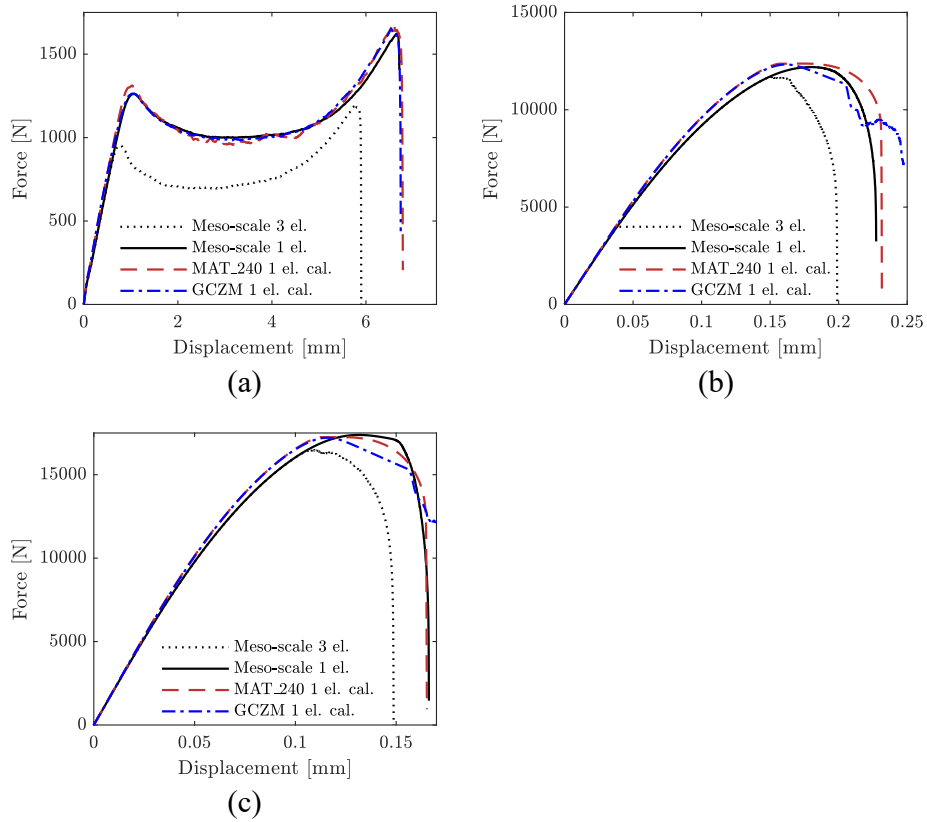 1500
1000
500
0
Force [N]
Meso-scale 3 el.
Meso-scale 1 el.
MAT_240 1 el. cal.
GCZM 1 el. cal.
0 2 4 6
Displacement [mm]
(a)
15000
10000
5000
0
Force [N]
Meso-scale 3 el.
Meso-scale 1 el.
MAT_240 1 el. cal.
GCZM 1 el. cal.
0 0.05 0.1 0.15 0.2 0.25
Displacement [mm]
(b)
15000
10000
5000
0
Force [N]
Meso-scale 3 el.
Meso-scale 1 el.
MAT_240 1 el. cal.
GCZM 1 el. cal.
0 0.05 0.1 0.15
Displacement [mm]
(c)